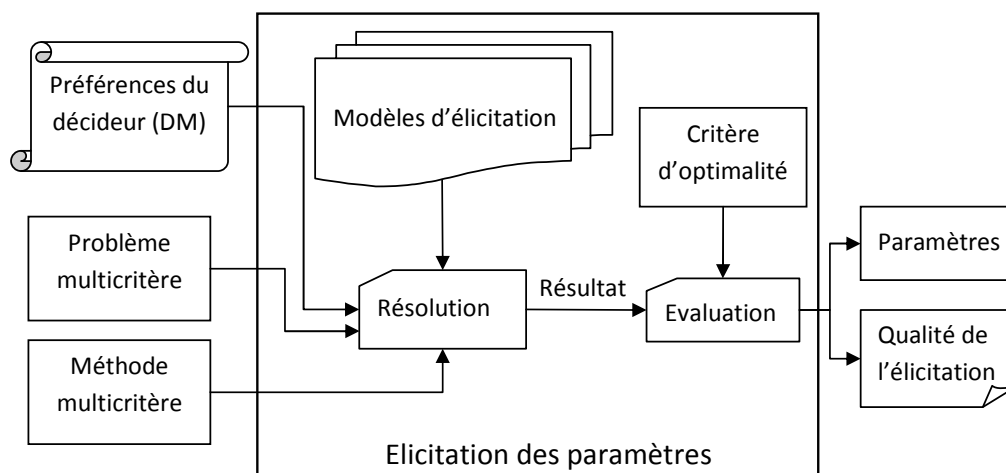 Préférences du
décideur (DM)
Modèles d'élicitation
Critère
d'optimalité
Problème
multicritère
Paramètres
Résolution
Résultat
Evaluation
Qualité de
l'élicitation
Méthode
multicritère
Elicitation des paramètres